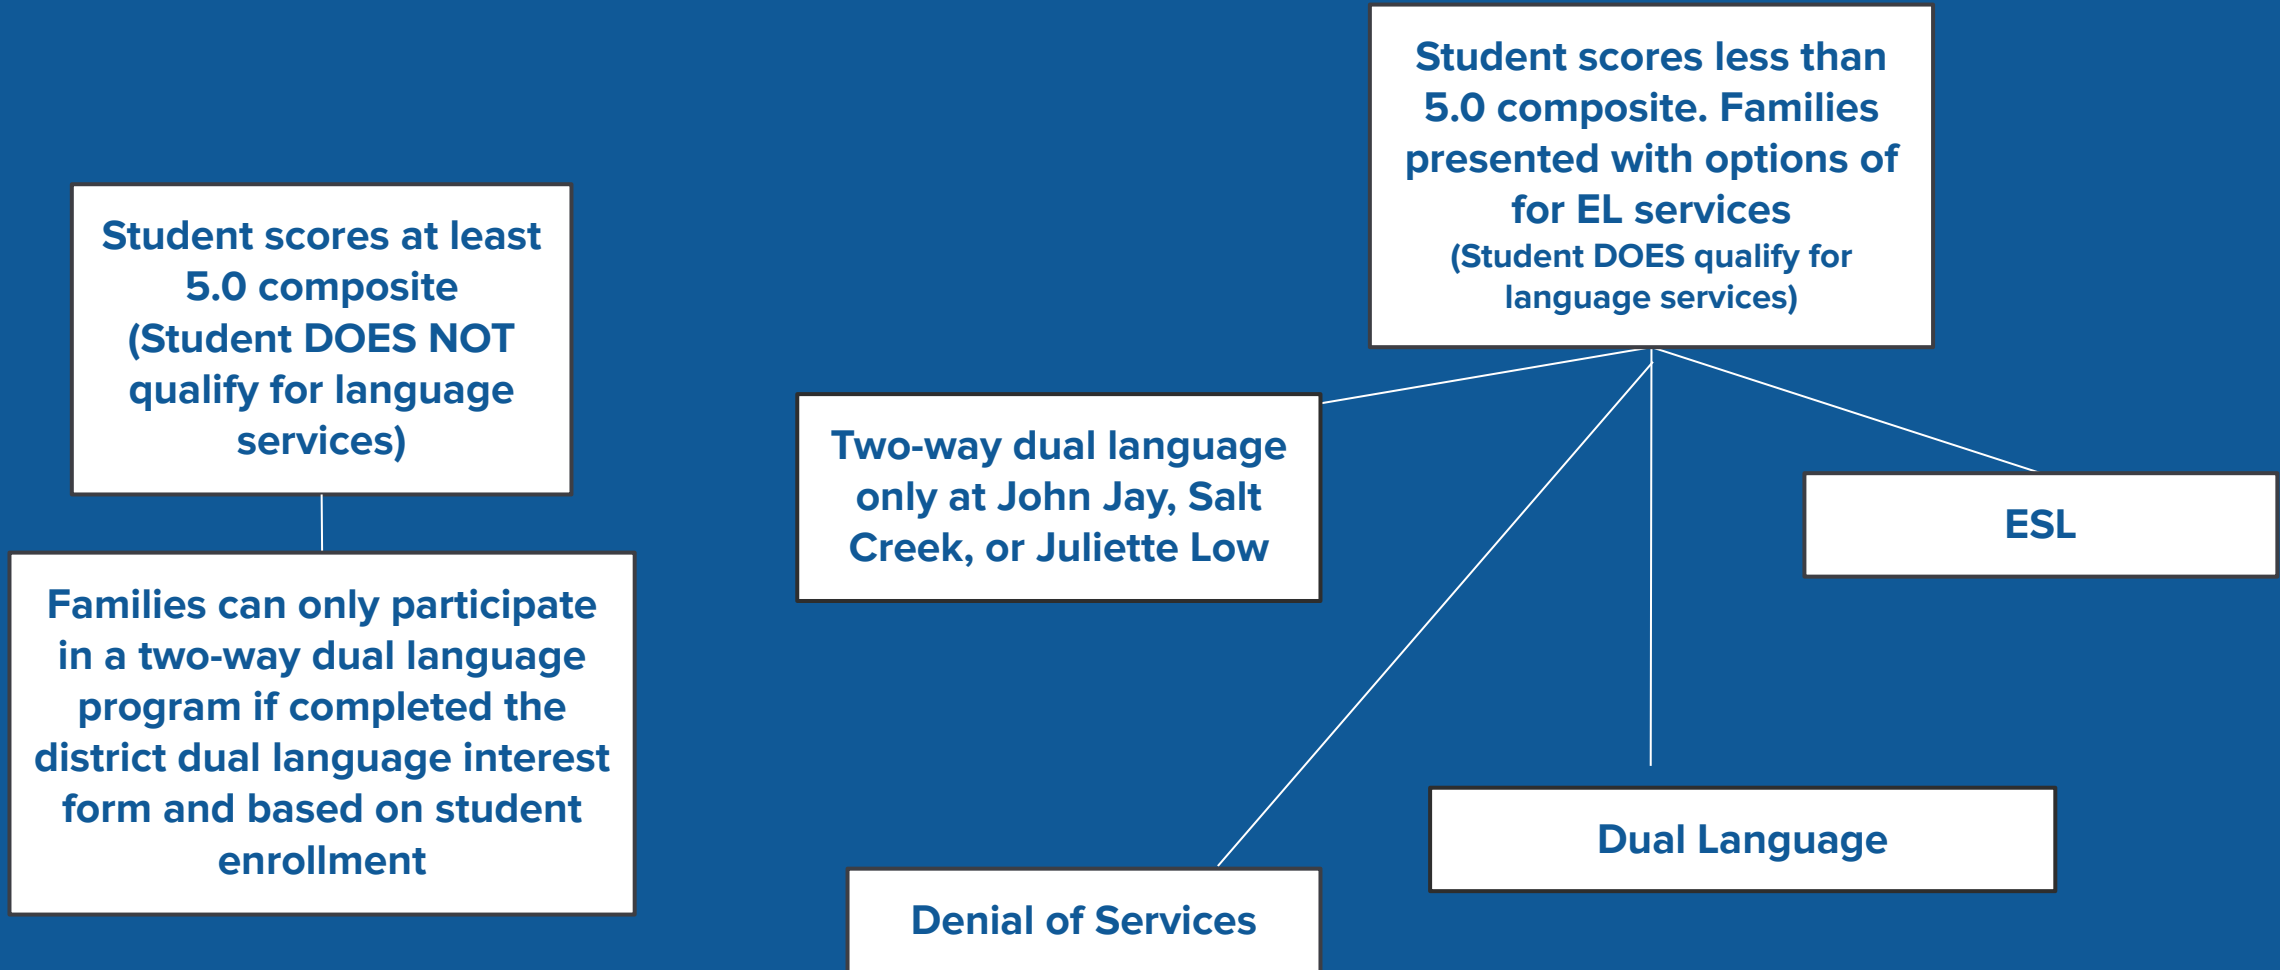 Student scores at least
5.0 composite
(Student DOES NOT
qualify for language
services)
Families can only participate
in a two-way dual language
program if completed the
district dual language interest
form and based on student
enrollment
Student scores less than
5.0 composite. Families
presented with options of
for EL services
(Student DOES qualify for
language services)
Two-way dual language
only at John Jay, Salt
Creek, or Juliette Low
Denial of Services
Dual Language
ESL